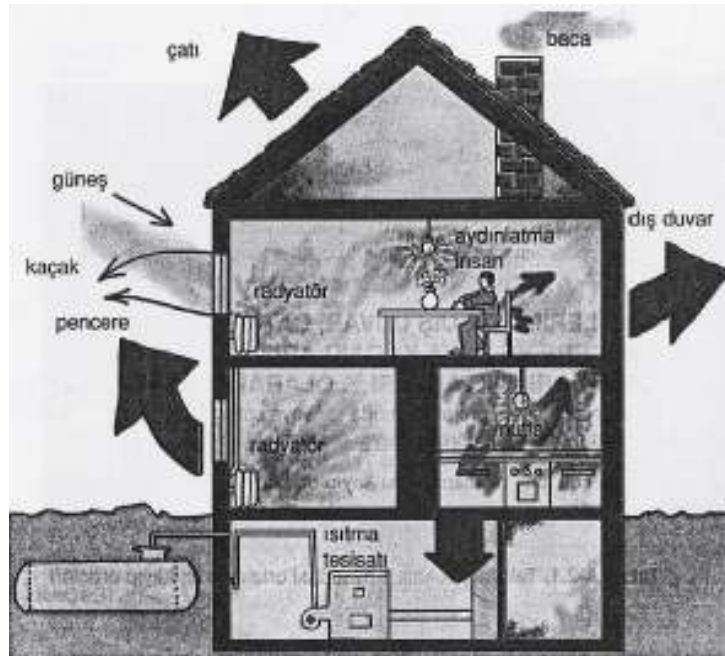 çatı
baca
güneş
dış duvar
aydınlatma
insan
kaçak
radyatör
pencere
mutfak
radyatör
ısıtma
tesisatı